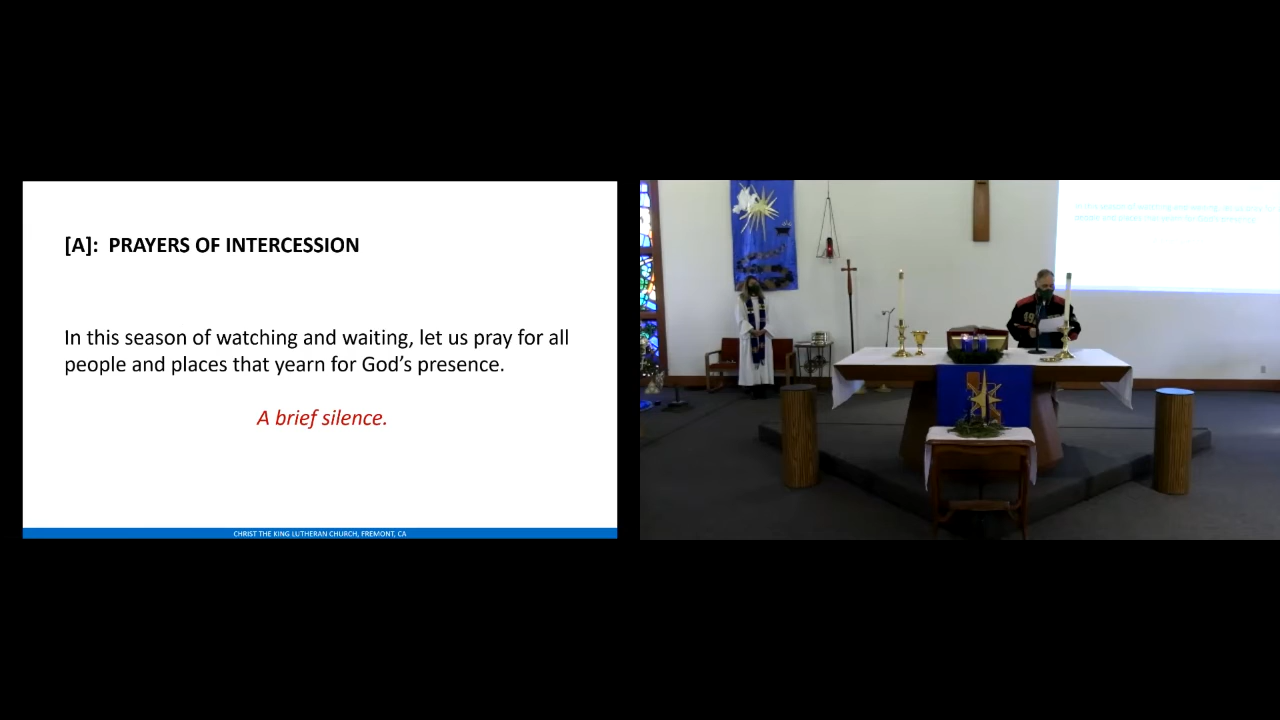 [A]: PRAYERS OF INTERCESSION
In this season of watching and waiting, let us pray for all
people and places that yearn for God’s presence.
A brief silence.
CHRIST THE KING LUTHERAN CHURCH, FREMONT, CA